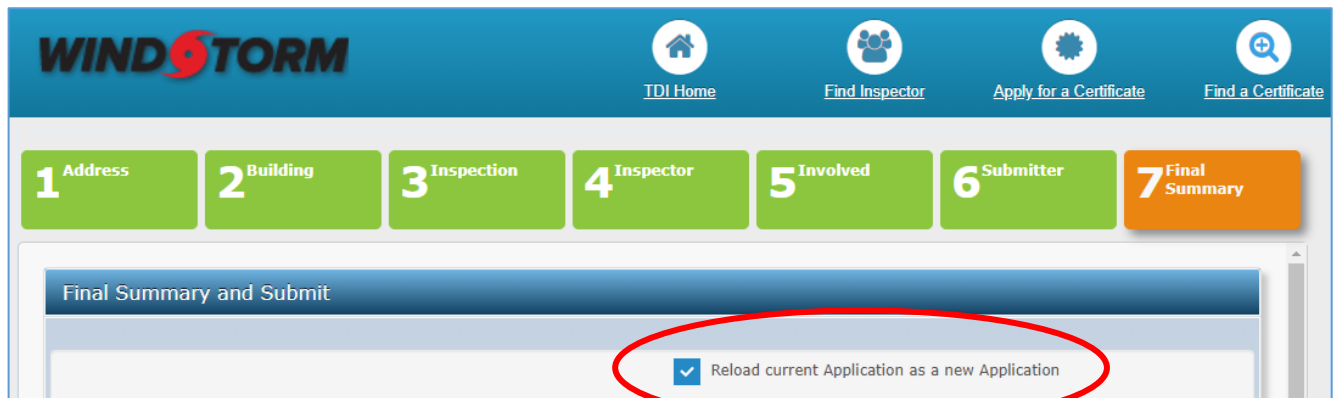 WINDSTORM
TDI Home
Find Inspector
Apply for a Certificate
Find a Certificate
1 Address
2 Building
3 Inspection
4 Inspector
5 Involved
6 Submitter
7 Final
Summary
Final Summary and Submit
Reload current Application as a new Application